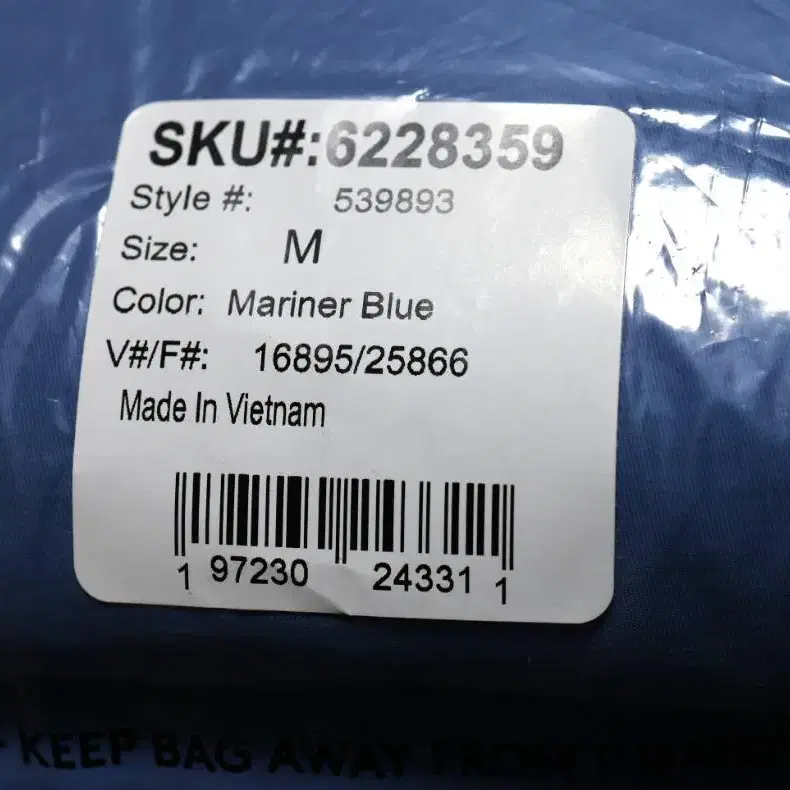 SKU#:6228359
Style #: 539893
Size: M
Color: Mariner Blue
V#/F#: 16895/25866
Made In Vietnam
1 97230 24331 1
KEEP BAG AWAY FROM